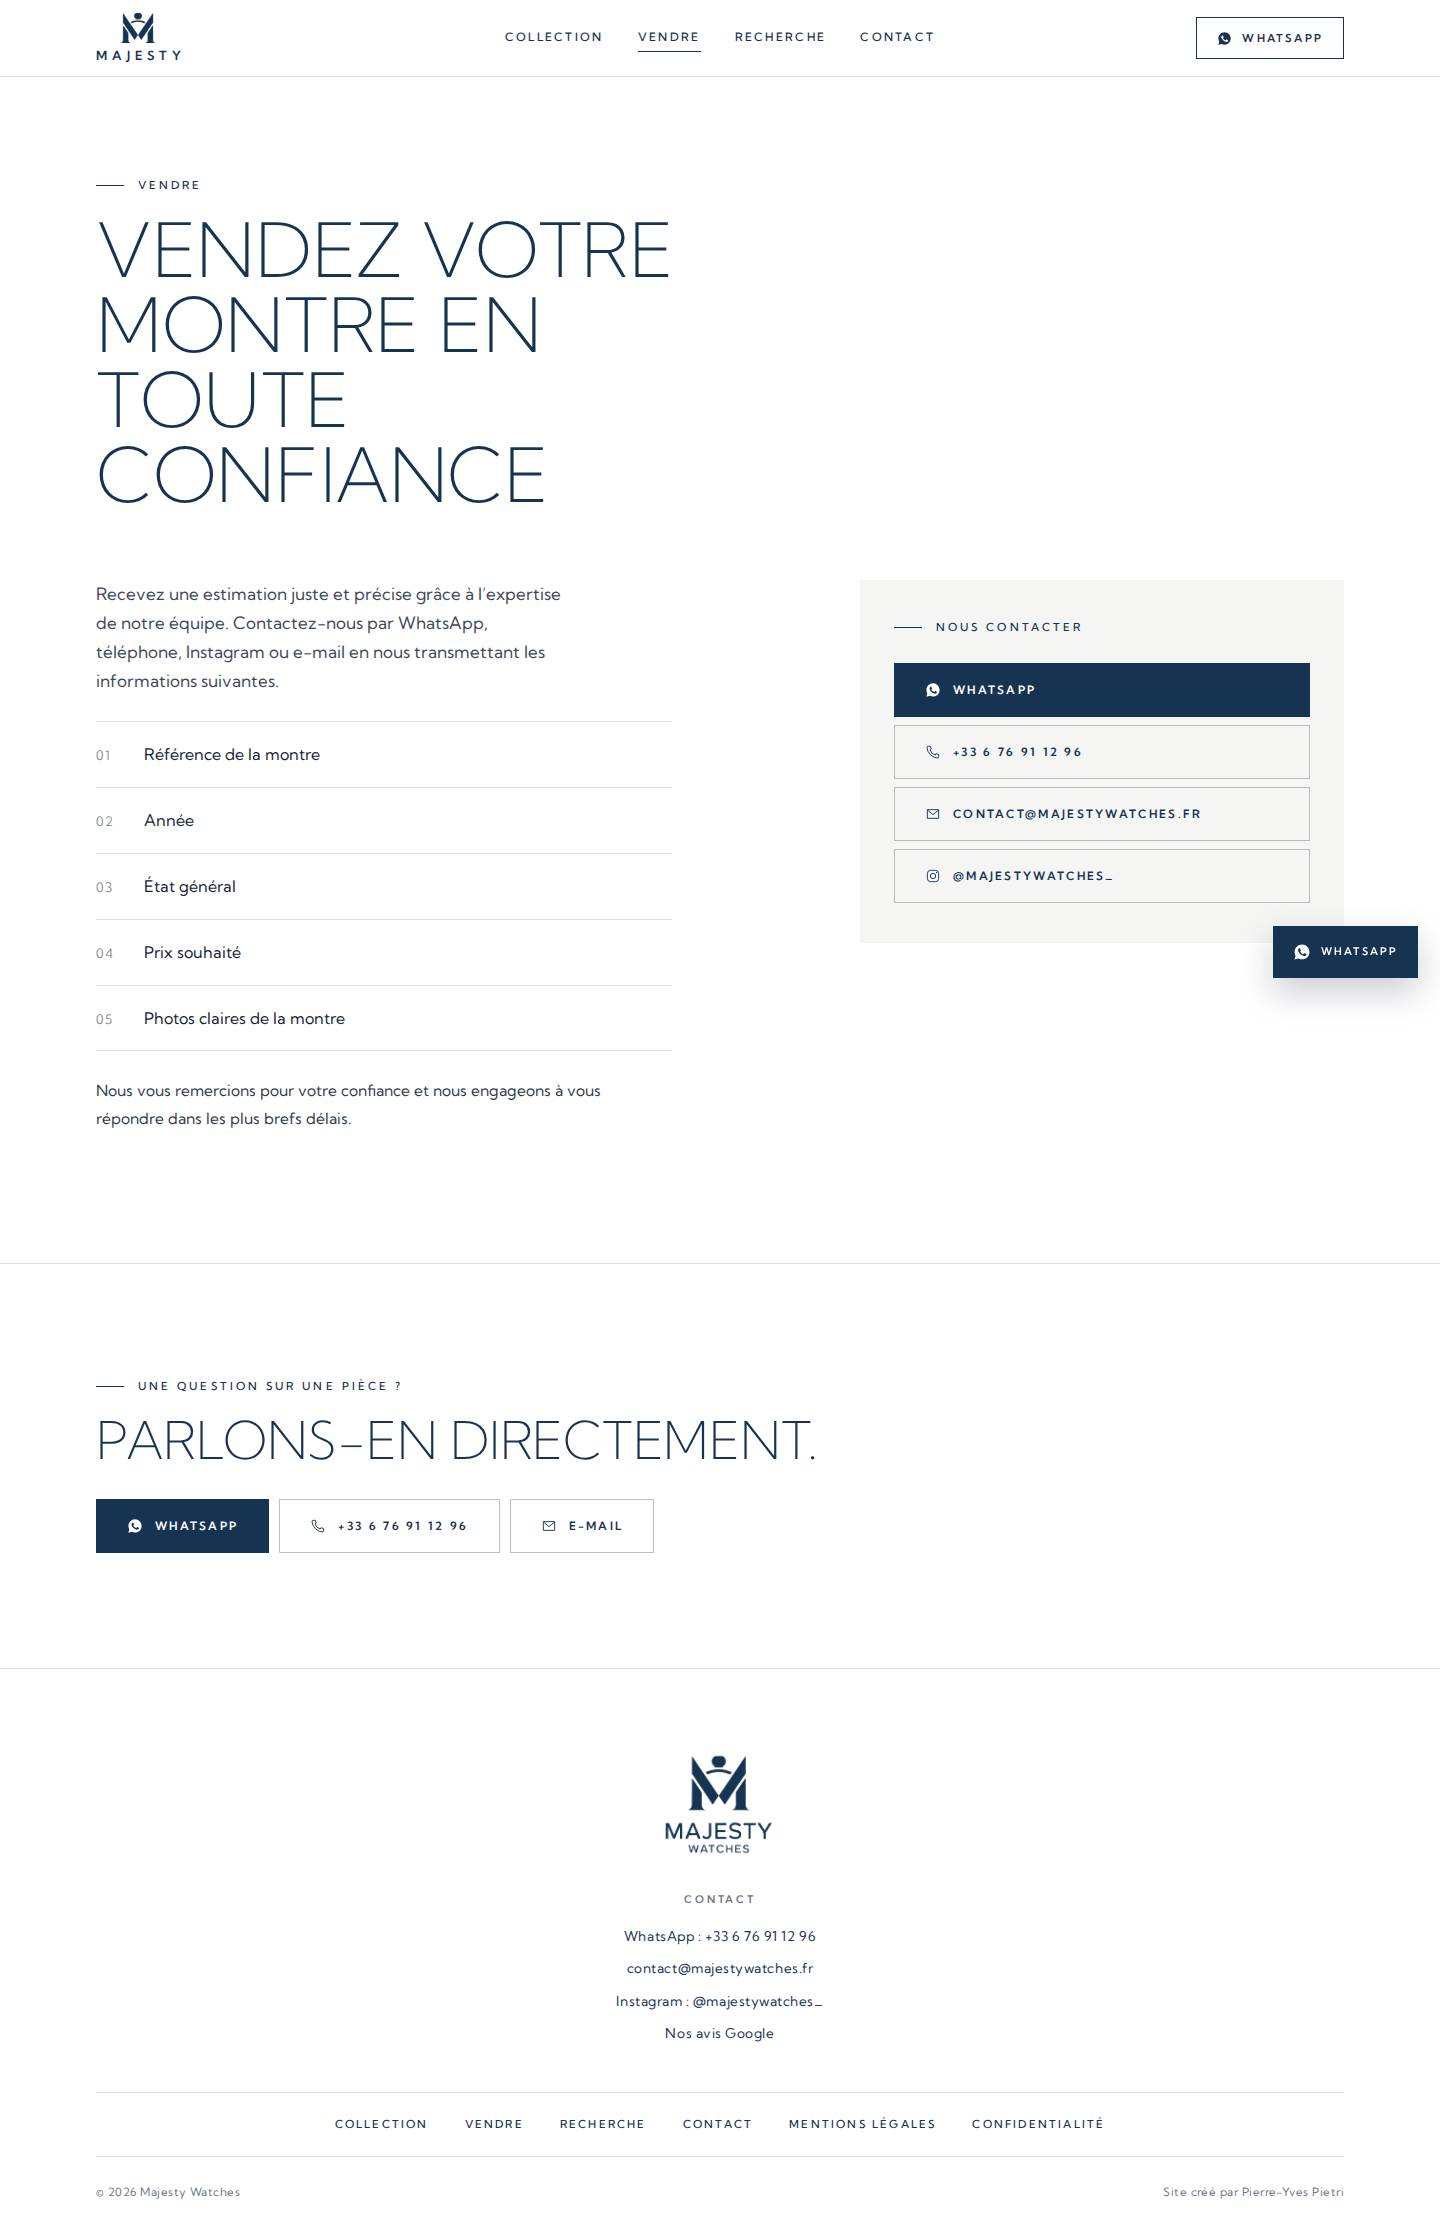 MAJESTY
COLLECTION
VENDRE
RECHERCHE
CONTACT
WHATSAPP
VENDRE
VENDEZ VOTRE
MONTRE EN
TOUTE
CONFIANCE
Recevez une estimation juste et précise grâce à l’expertise
de notre équipe. Contactez-nous par WhatsApp,
téléphone, Instagram ou e-mail en nous transmettant les
informations suivantes.
01 Référence de la montre
02 Année
03 État général
04 Prix souhaité
05 Photos claires de la montre
Nous vous remercions pour votre confiance et nous engageons à vous
répondre dans les plus brefs délais.
NOUS CONTACTER
WHATSAPP
+33 6 76 91 12 96
CONTACT@MAJESTYWATCHES.FR
@MAJESTYWATCHES_
WHATSAPP
UNE QUESTION SUR UNE PIÈCE ?
PARLONS-EN DIRECTEMENT.
WHATSAPP
+33 6 76 91 12 96
E-MAIL
MAJESTY
WATCHES
CONTACT
WhatsApp : +33 6 76 91 12 96
contact@majestywatches.fr
Instagram : @majestywatches_
Nos avis Google
COLLECTION
VENDRE
RECHERCHE
CONTACT
MENTIONS LÉGALES
CONFIDENTIALITÉ
© 2026 Majesty Watches
Site créé par Pierre-Yves Pietri